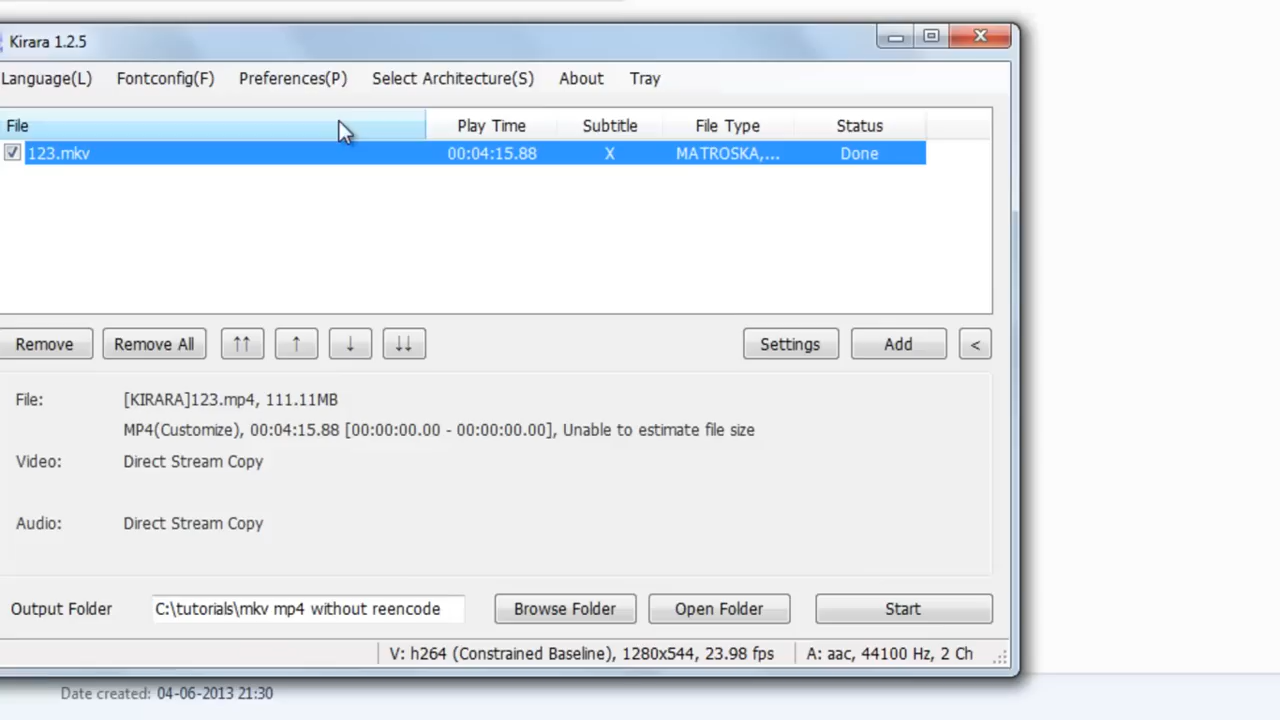 Kirara 1.2.5
Language(L) Fontconfig(F) Preferences(P) Select Architecture(S) About Tray
File Play Time Subtitle File Type Status
123.mkv 00:04:15.88 X MATROSKA,... Done
Remove Remove All ↑↑ ↑ ↓ ↓↓ Settings Add <
File: [KIRARA]123.mp4, 111.11MB
MP4(Customize), 00:04:15.88 [00:00:00.00 - 00:00:00.00], Unable to estimate file size
Video: Direct Stream Copy
Audio: Direct Stream Copy
Output Folder C:\tutorials\mkv mp4 without reencode Browse Folder Open Folder Start
V: h264 (Constrained Baseline), 1280x544, 23.98 fps A: aac, 44100 Hz, 2 Ch
Date created: 04-06-2013 21:30